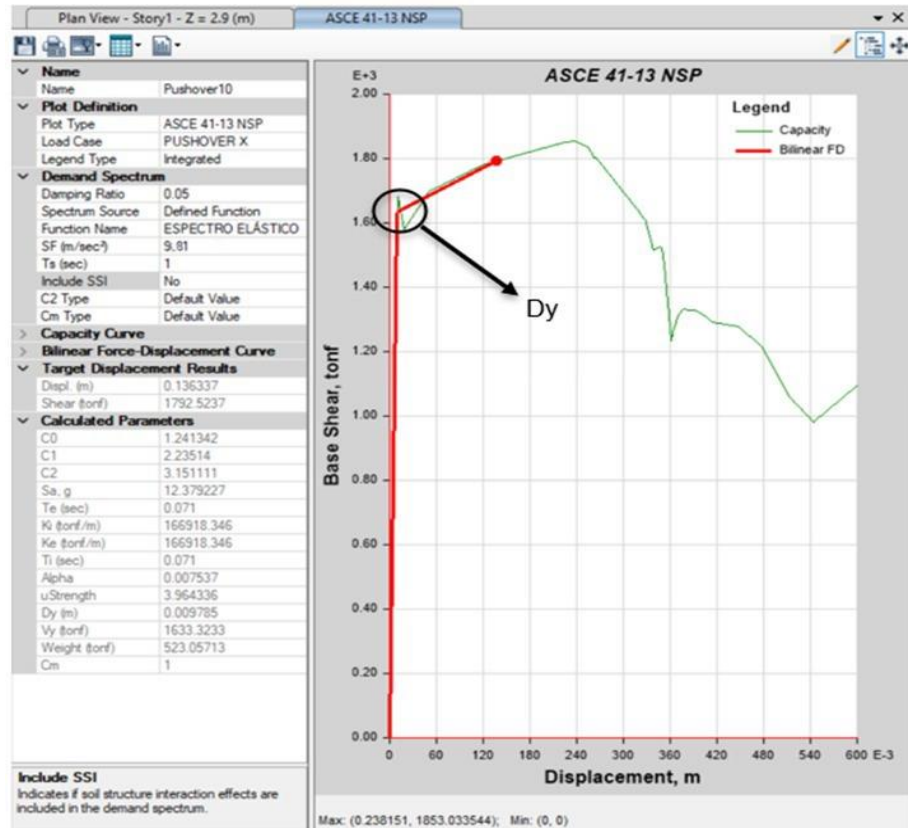 Plan View - Story1 - Z = 2.9 (m)
ASCE 41-13 NSP
Name
Name Pushover10
Plot Definition
Plot Type ASCE 41-13 NSP
Load Case PUSHOVER X
Legend Type Integrated
Demand Spectrum
Damping Ratio 0.05
Spectrum Source Defined Function
Function Name ESPECTRO ELÁSTICO
SF (m/sec²) 9.81
Ts (sec) 1
Include SSI No
C2 Type Default Value
Cm Type Default Value
Capacity Curve
Bilinear Force-Displacement Curve
Target Displacement Results
Displ. (m) 0.136337
Shear (tonf) 1792.5237
Calculated Parameters
C0 1.241342
C1 2.23514
C2 3.151111
Sa, g 12.379227
Te (sec) 0.071
Ki (tonf/m) 166918.346
Ke (tonf/m) 166918.346
Ti (sec) 0.071
Alpha 0.007537
uStrength 3.964336
Dy (m) 0.009785
Vy (tonf) 1633.3233
Weight (tonf) 523.05713
Cm 1
Include SSI
Indicates if soil structure interaction effects are
included in the demand spectrum.
ASCE 41-13 NSP
E+3
2.00
1.80
1.60
1.40
1.20
1.00
0.80
0.60
0.40
0.20
0.00
Base Shear, tonf
Legend
Capacity
Bilinear FD
Dy
0 60 120 180 240 300 360 420 480 540 600 E-3
Displacement, m
Max: (0.238151, 1853.033544); Min: (0, 0)